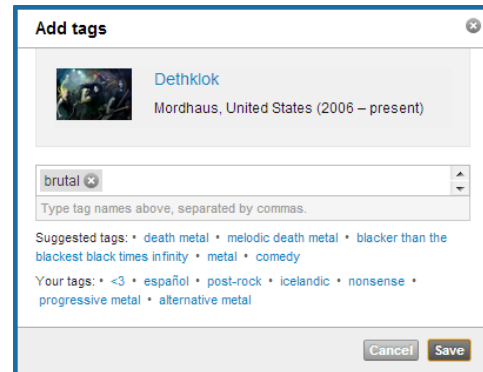 Add tags
Dethklok
Mordhaus, United States (2006 – present)
brutal
Type tag names above, separated by commas.
Suggested tags: • death metal • melodic death metal • blacker than the
blackest black times infinity • metal • comedy
Your tags: • <3 • español • post-rock • icelandic • nonsense •
progressive metal • alternative metal
Cancel Save